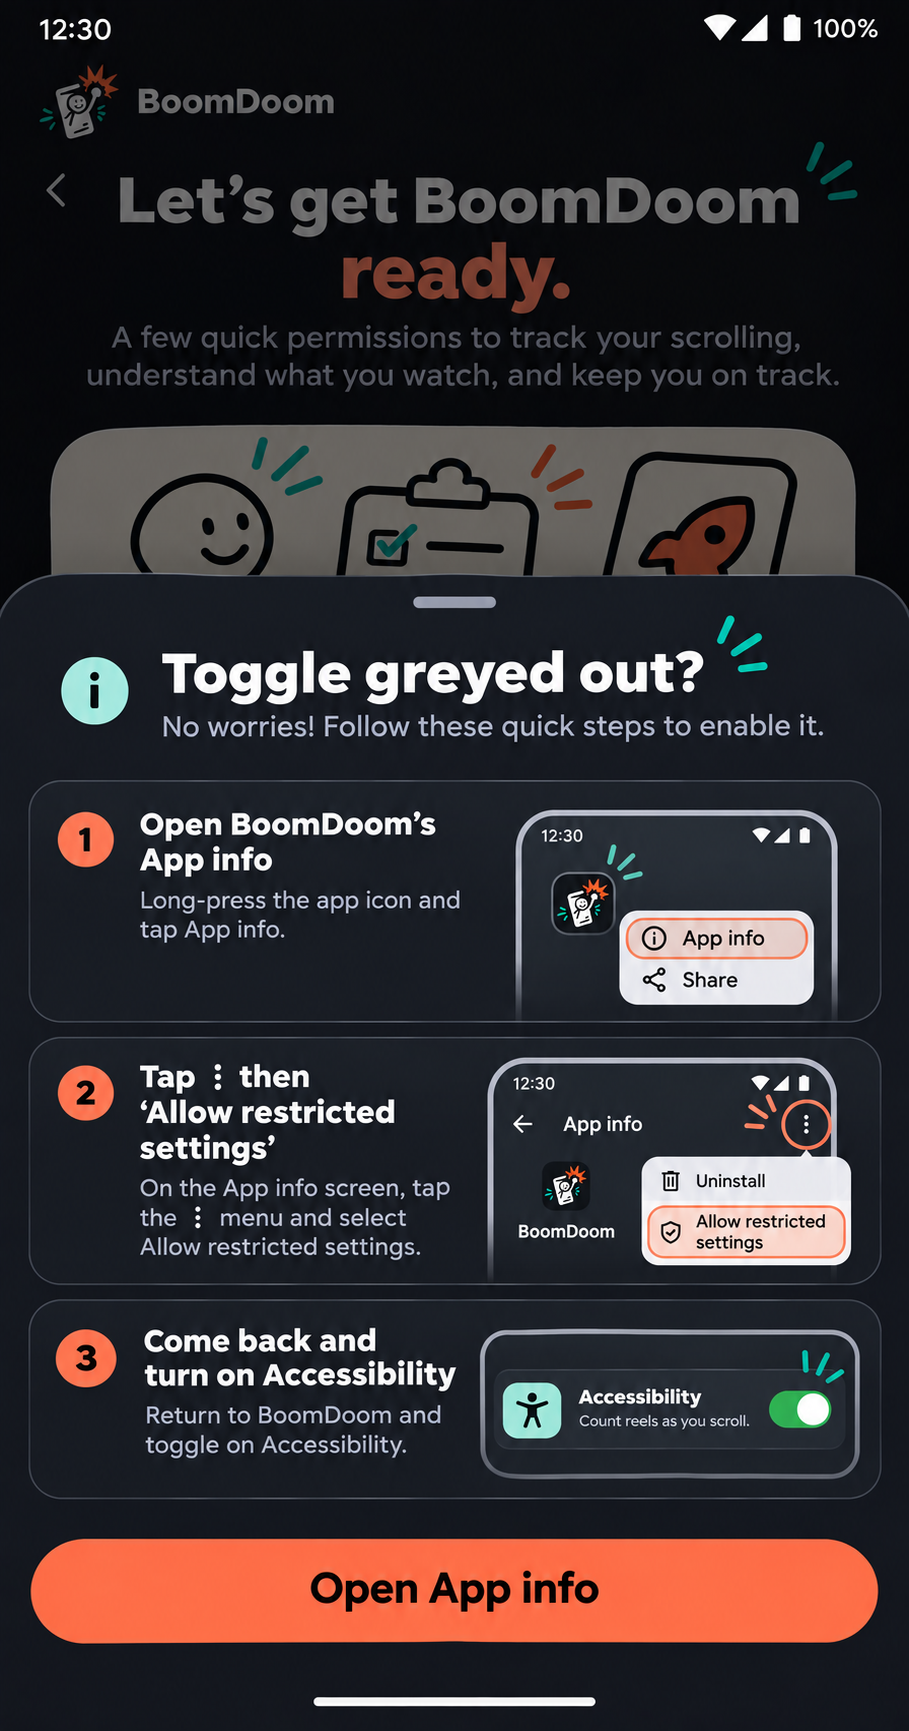 12:30
100%
BoomDoom
Let's get BoomDoom
ready.
A few quick permissions to track your scrolling,
understand what you watch, and keep you on track.
Toggle greyed out?
No worries! Follow these quick steps to enable it.
1
Open BoomDoom's
App info
Long-press the app icon and
tap App info.
12:30
App info
Share
2
Tap ⋮ then
‘Allow restricted
settings’
On the App info screen, tap
the ⋮ menu and select
Allow restricted settings.
12:30
App info
BoomDoom
Uninstall
Allow restricted
settings
3
Come back and
turn on Accessibility
Return to BoomDoom and
toggle on Accessibility.
Accessibility
Count reels as you scroll.
Open App info